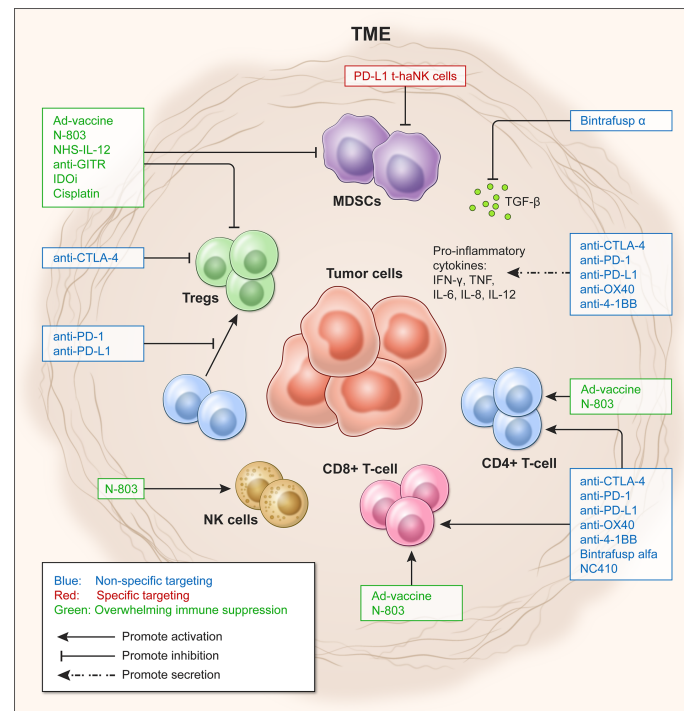 TME
PD-L1 t-haNK cells
Ad-vaccine
N-803
NHS-IL-12
anti-GITR
IDOi
Cisplatin
Bintrafusp α
MDSCs
TGF-β
anti-CTLA-4
Tregs
anti-PD-1
anti-PD-L1
Tumor cells
Pro-inflammatory
cytokines:
IFN-γ, TNF,
IL-6, IL-8, IL-12
anti-CTLA-4
anti-PD-1
anti-PD-L1
anti-OX40
anti-4-1BB
Ad-vaccine
N-803
CD4+ T-cell
CD8+ T-cell
N-803
NK cells
anti-CTLA-4
anti-PD-1
anti-PD-L1
anti-OX40
anti-4-1BB
Bintrafusp alfa
NC410
Ad-vaccine
N-803
Blue: Non-specific targeting
Red: Specific targeting
Green: Overwhelming immune suppression
Promote activation
Promote inhibition
Promote secretion